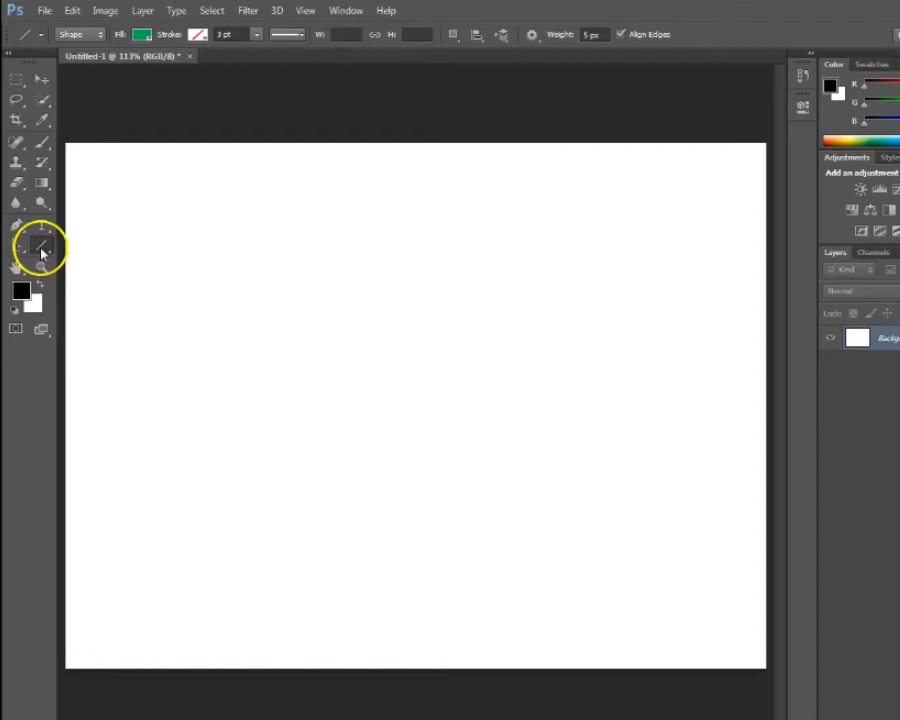 Ps File Edit Image Layer Type Select Filter 3D View Window Help
Shape Fill: Stroke: 3 pt W: H: Weight: 5 px Align Edges
Untitled-1 @ 113% (RGB/8) * ×
Color Swatches
R
G
B
Adjustments Styles
Add an adjustment
Layers Channels
Kind
Normal
Lock:
Backg